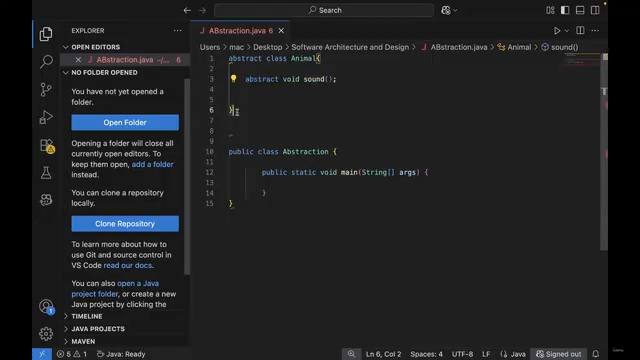 Search
EXPLORER
OPEN EDITORS
ABstraction.java ~/... 6
NO FOLDER OPENED
You have not yet opened a
folder.
Open Folder
Opening a folder will close
all currently open editors. To
keep them open, add a folder
instead.
You can clone a repository
locally.
Clone Repository
To learn more about how to
use Git and source control in
VS Code read our docs.
You can also open a Java
project folder, or create a new
Java project by clicking the
TIMELINE
JAVA PROJECTS
MAVEN
ABstraction.java 6
Users > mac > Desktop > Software Architecture and Design > ABstraction.java > Animal > sound()
1 abstract class Animal{
2
3 abstract void sound();
4
5
6 }
7
8
10 public class Abstraction {
11
12 public static void main(String[] args) {
13
14 }
15 }
1
5 1 Java: Ready
Ln 6, Col 2 Spaces: 4 UTF-8 LF Java Signed out